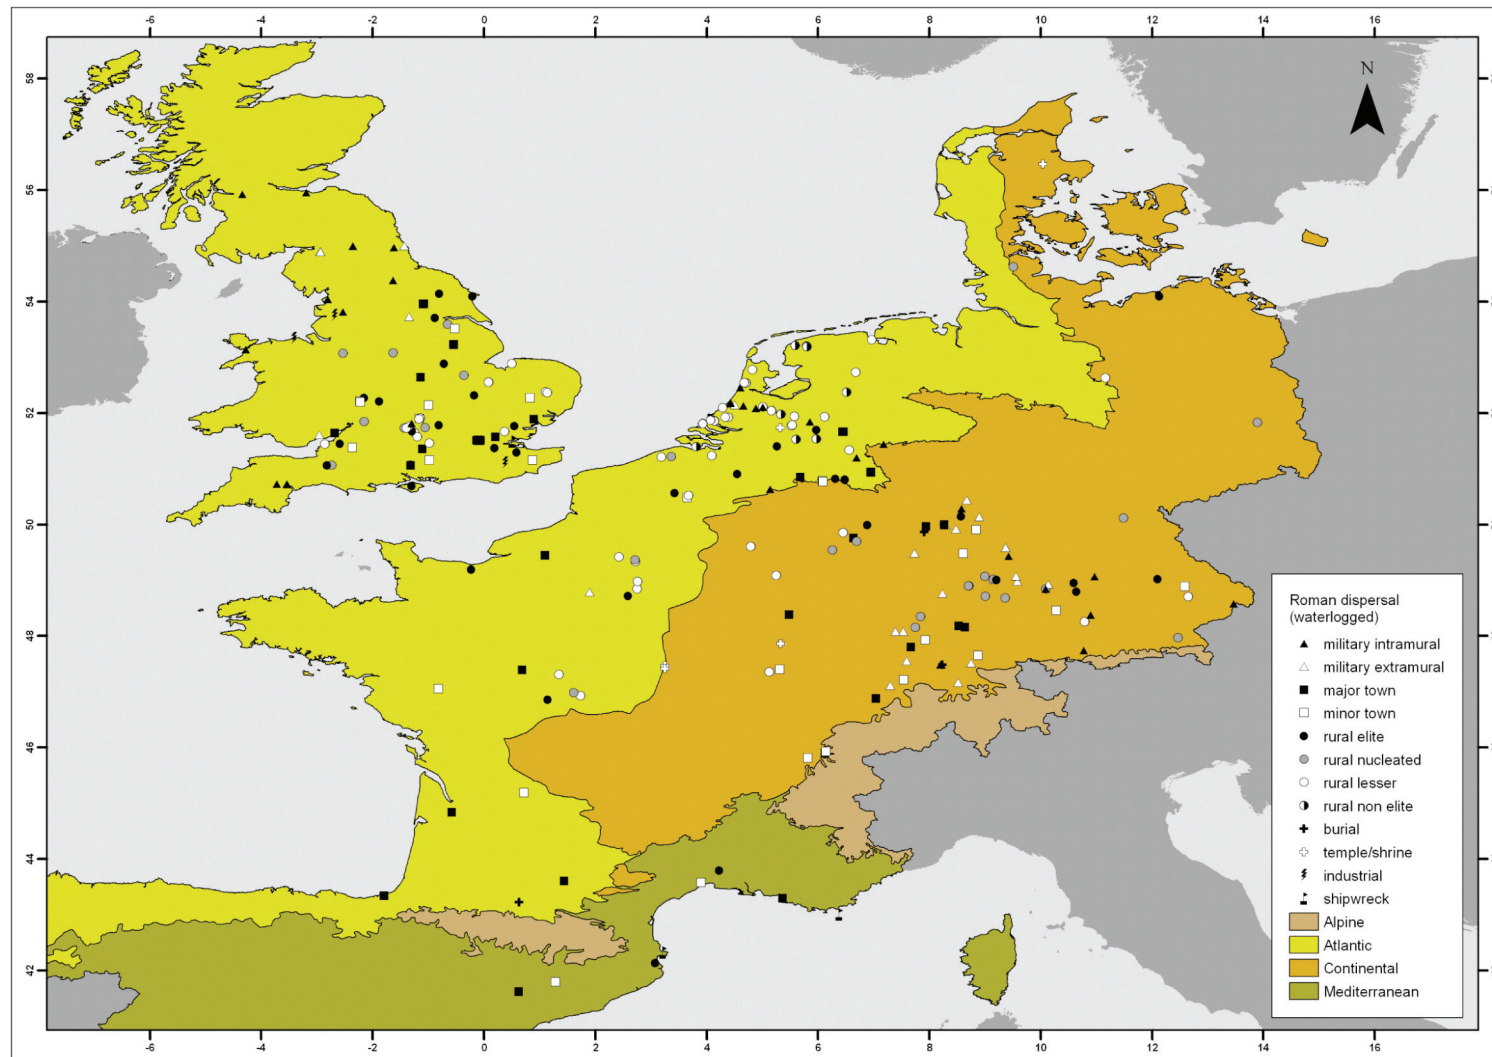 -6 -4 -2 0 2 4 6 8 10 12 14 16
58
56
54
52
50
48
46
44
42
N
Roman dispersal
(waterlogged)
military intramural
military extramural
major town
minor town
rural elite
rural nucleated
rural lesser
rural non elite
burial
temple/shrine
industrial
shipwreck
Alpine
Atlantic
Continental
Mediterranean
-6 -4 -2 0 2 4 6 8 10 12 14 16